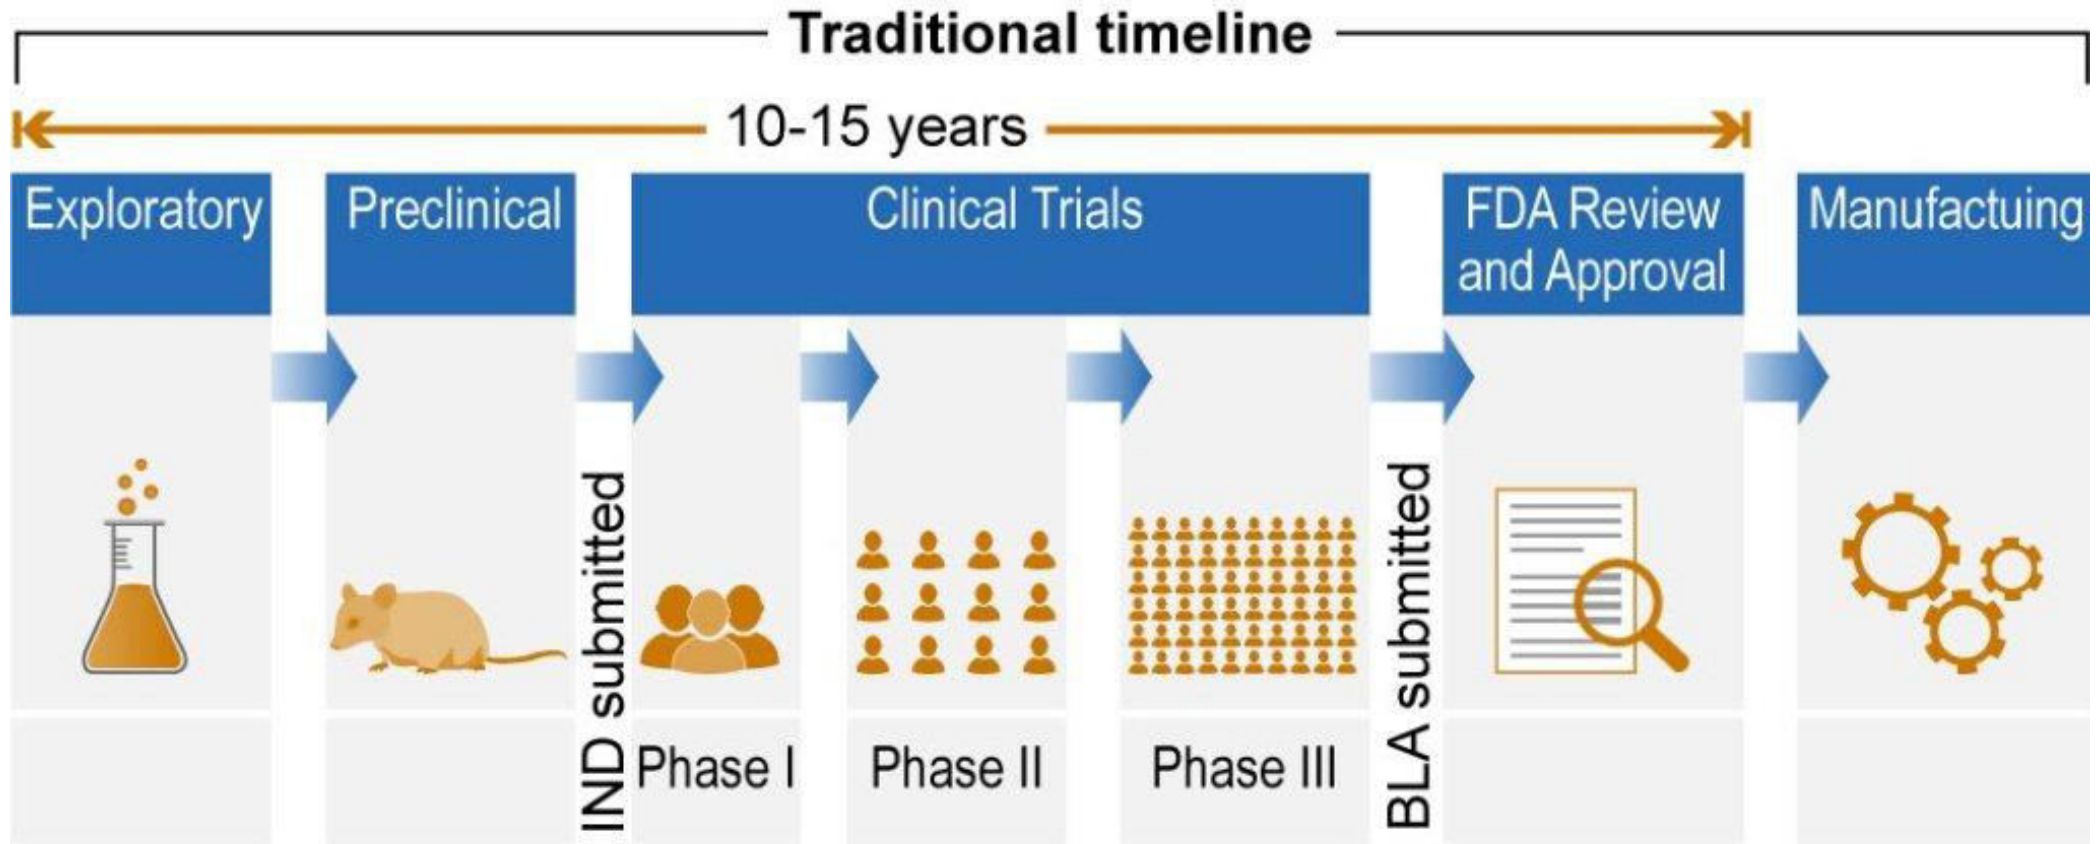 Traditional timeline
10-15 years
Exploratory
Preclinical
Clinical Trials
FDA Review
and Approval
Manufactuing
IND submitted
BLA submitted
Phase I
Phase II
Phase III